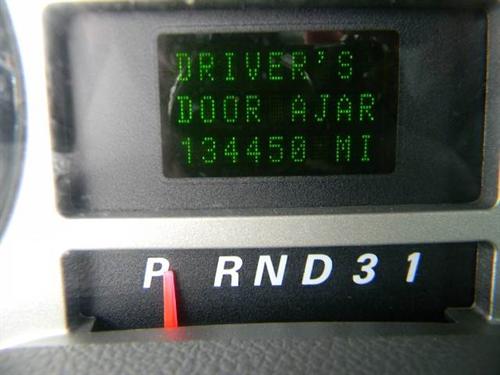 DRIVER'S
DOOR AJAR
134450 MI
P RND31